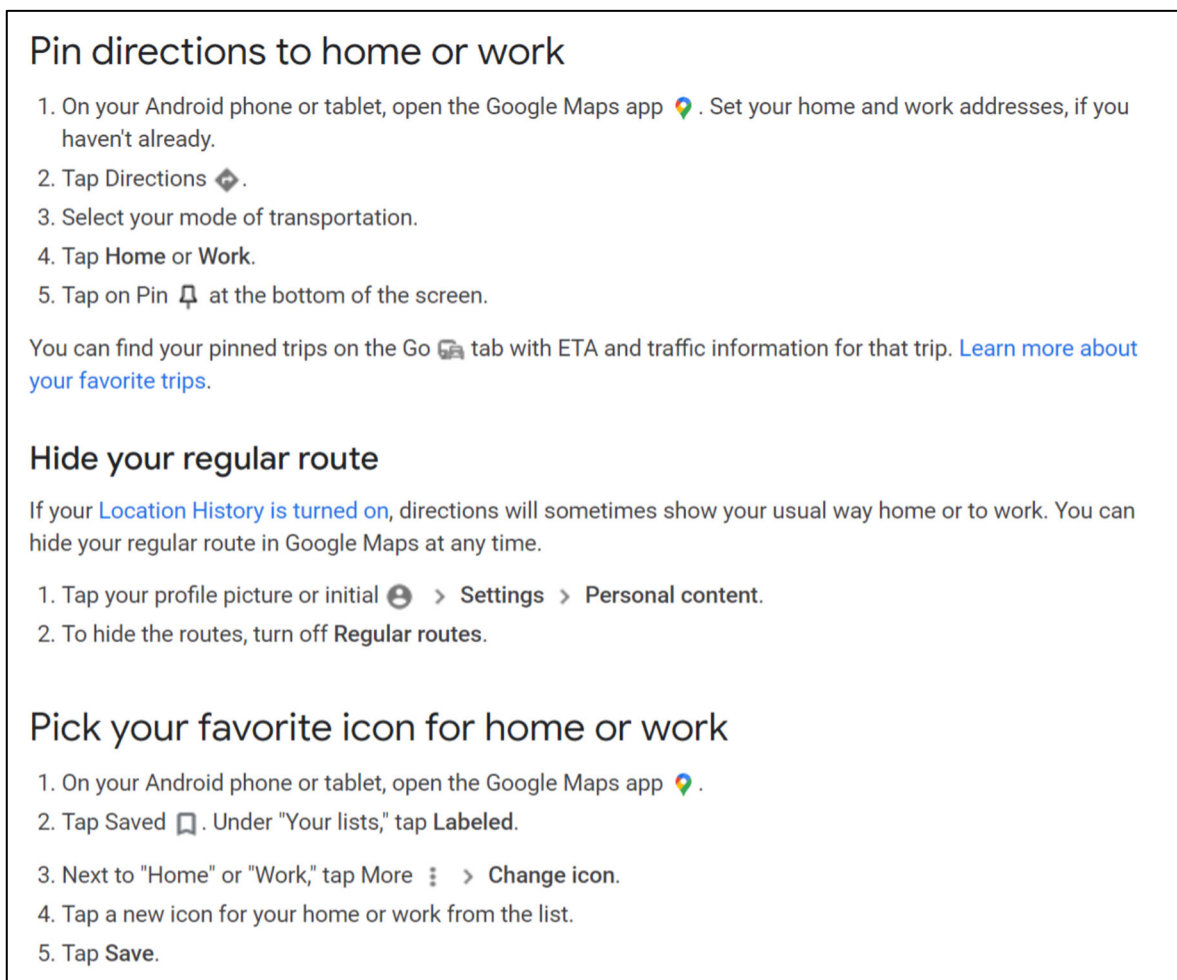 Pin directions to home or work
1. On your Android phone or tablet, open the Google Maps app . Set your home and work addresses, if you
haven't already.
2. Tap Directions .
3. Select your mode of transportation.
4. Tap Home or Work.
5. Tap on Pin at the bottom of the screen.
You can find your pinned trips on the Go tab with ETA and traffic information for that trip. Learn more about
your favorite trips.
Hide your regular route
If your Location History is turned on, directions will sometimes show your usual way home or to work. You can
hide your regular route in Google Maps at any time.
1. Tap your profile picture or initial > Settings > Personal content.
2. To hide the routes, turn off Regular routes.
Pick your favorite icon for home or work
1. On your Android phone or tablet, open the Google Maps app .
2. Tap Saved . Under "Your lists," tap Labeled.
3. Next to "Home" or "Work," tap More > Change icon.
4. Tap a new icon for your home or work from the list.
5. Tap Save.